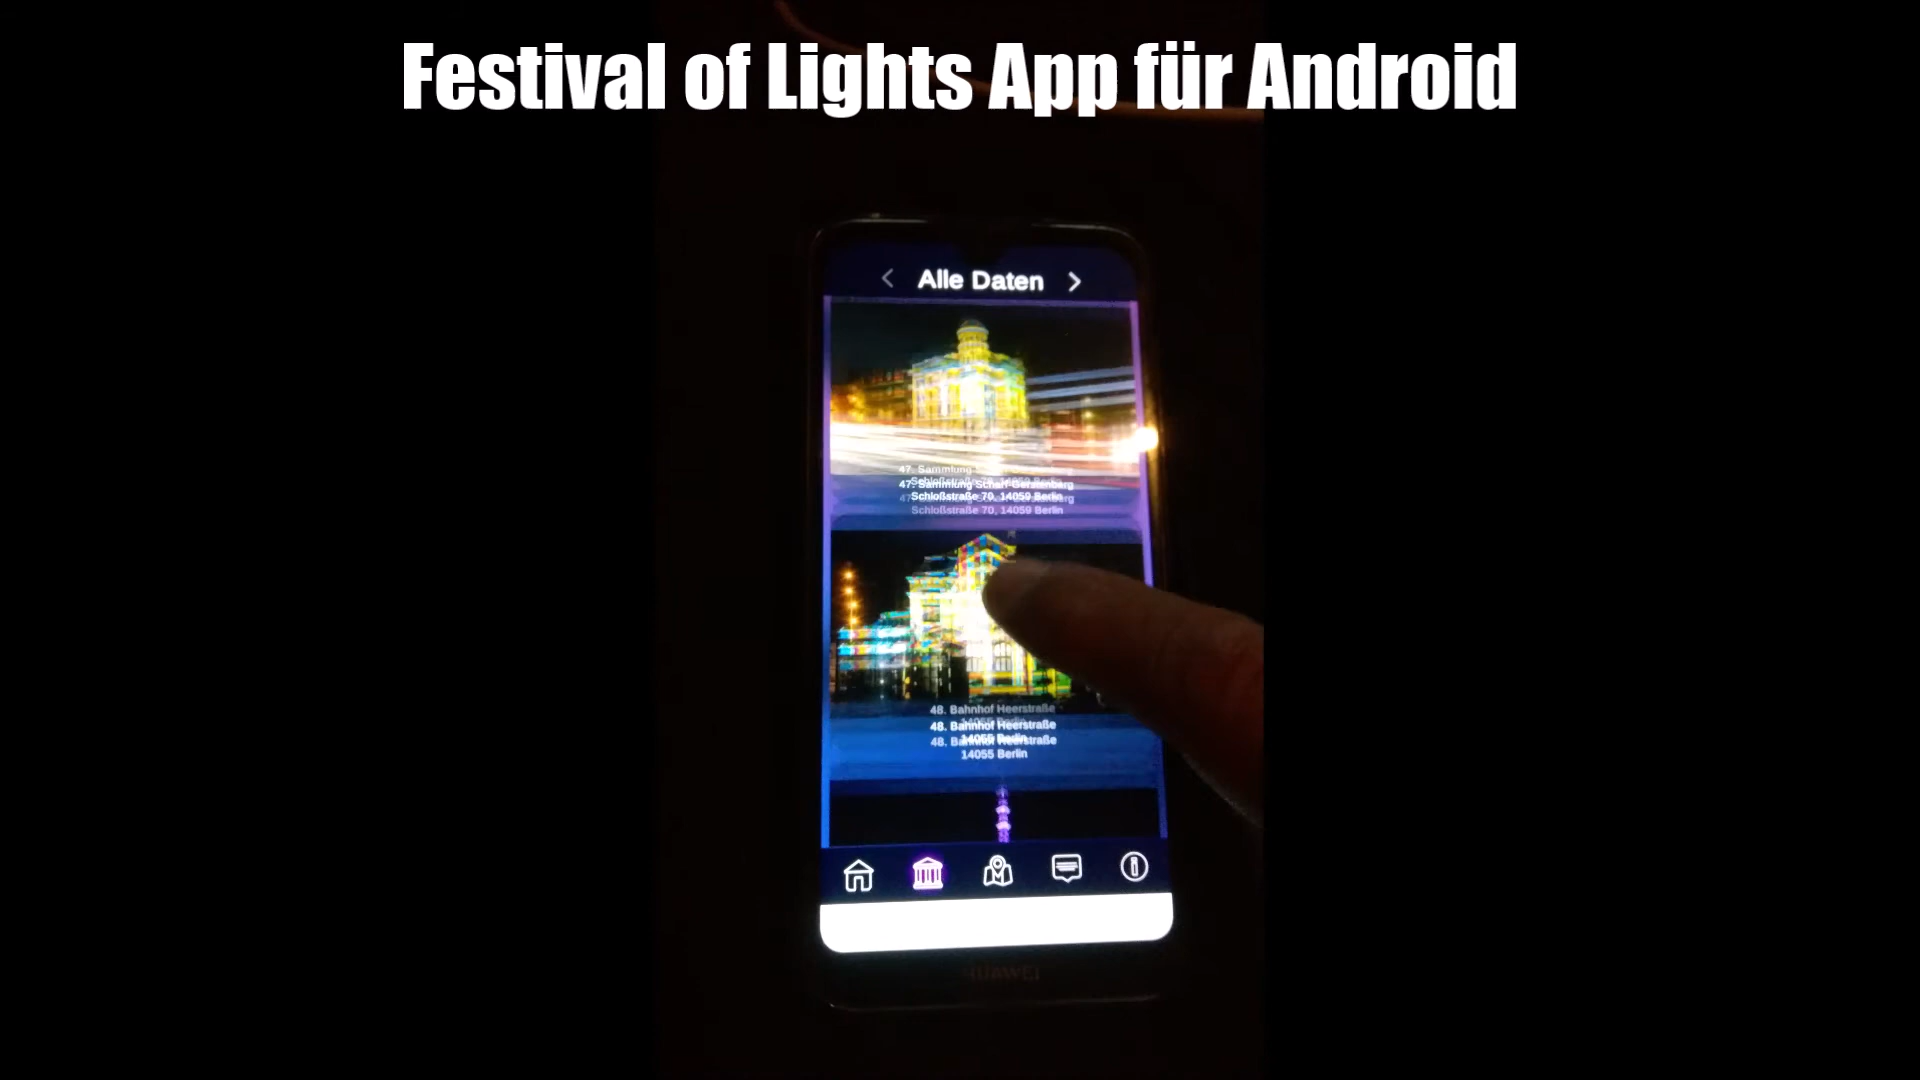 Festival of Lights App für Android
Alle Daten
47. Sammlung Scharf-Gerstenberg
Schloßstraße 70, 14059 Berlin
48. Bahnhof Heerstraße
14055 Berlin
HUAWEI